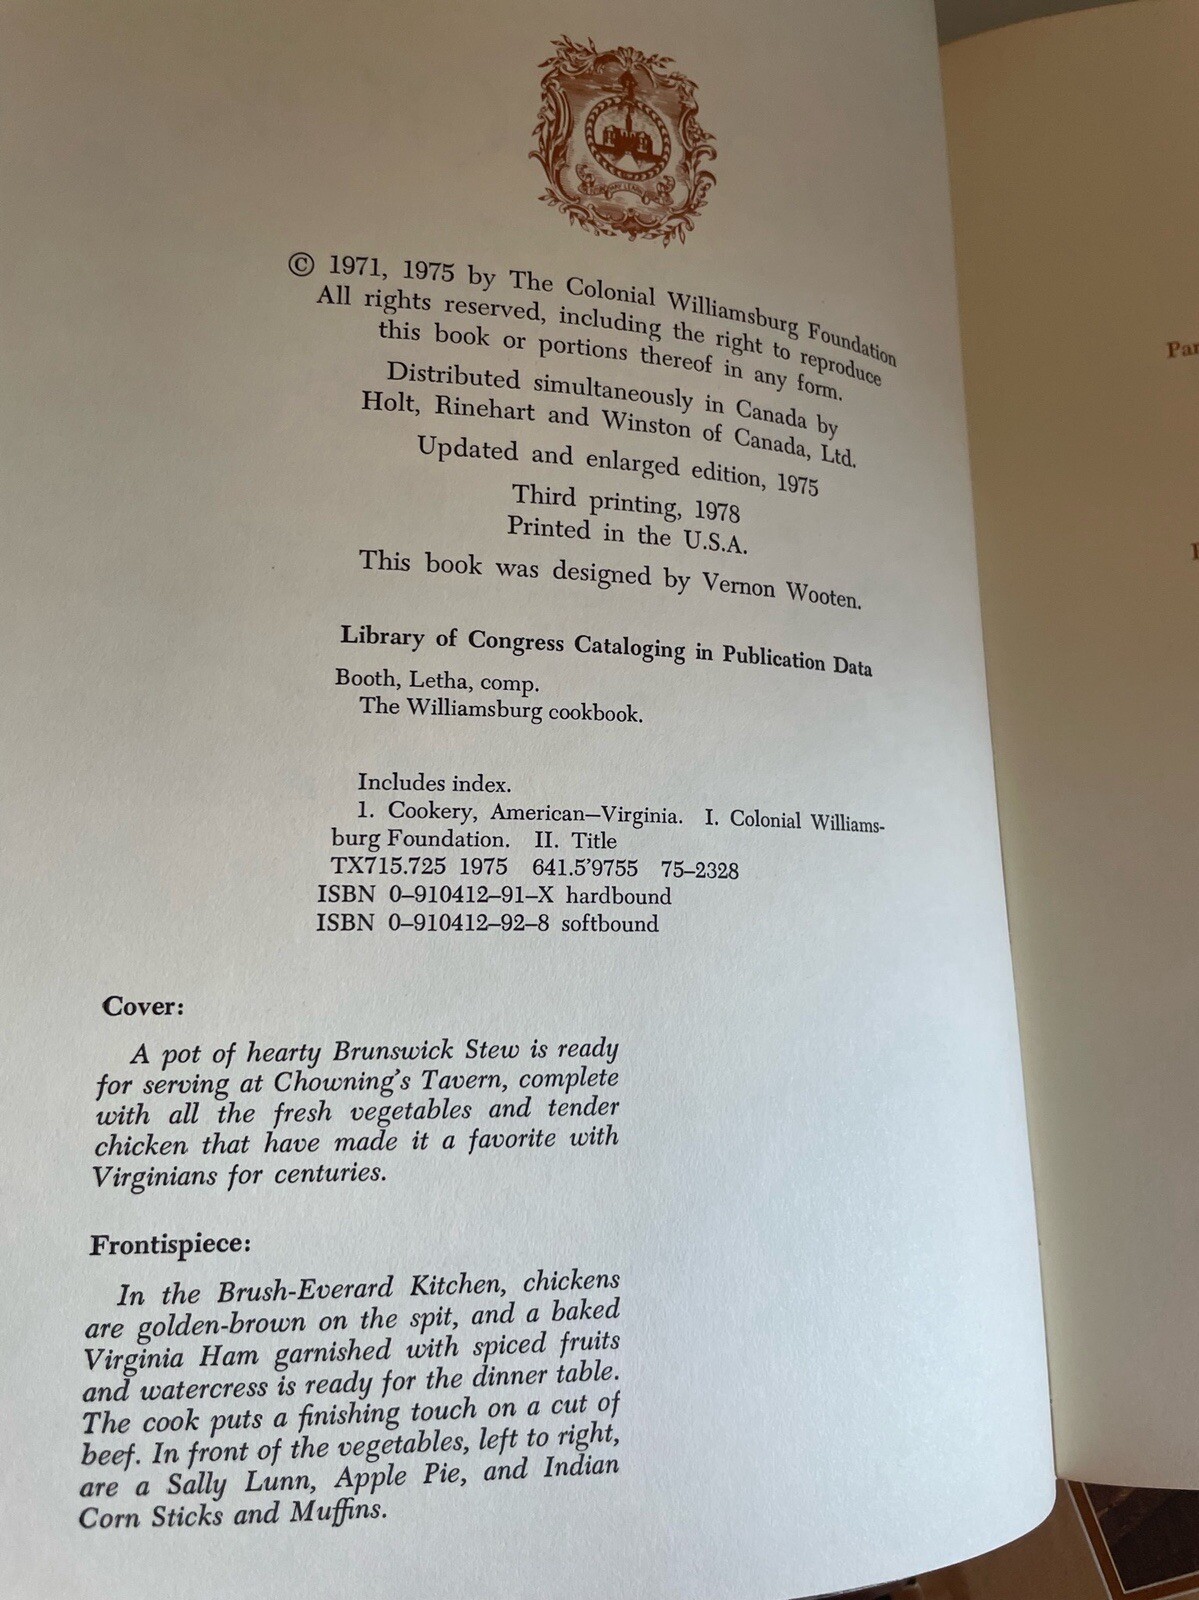 © 1971, 1975 by The Colonial Williamsburg Foundation
All rights reserved, including the right to reproduce
this book or portions thereof in any form.
Distributed simultaneously in Canada by
Holt, Rinehart and Winston of Canada, Ltd.
Updated and enlarged edition, 1975
Third printing, 1978
Printed in the U.S.A.
This book was designed by Vernon Wooten.
Library of Congress Cataloging in Publication Data
Booth, Letha, comp.
The Williamsburg cookbook.
Includes index.
1. Cookery, American—Virginia. I. Colonial Williams-
burg Foundation. II. Title
TX715.725 1975 641.5'9755 75–2328
ISBN 0–910412–91–X hardbound
ISBN 0–910412–92–8 softbound
Cover:
A pot of hearty Brunswick Stew is ready
for serving at Chowning's Tavern, complete
with all the fresh vegetables and tender
chicken that have made it a favorite with
Virginians for centuries.
Frontispiece:
In the Brush-Everard Kitchen, chickens
are golden-brown on the spit, and a baked
Virginia Ham garnished with spiced fruits
and watercress is ready for the dinner table.
The cook puts a finishing touch on a cut of
beef. In front of the vegetables, left to right,
are a Sally Lunn, Apple Pie, and Indian
Corn Sticks and Muffins.